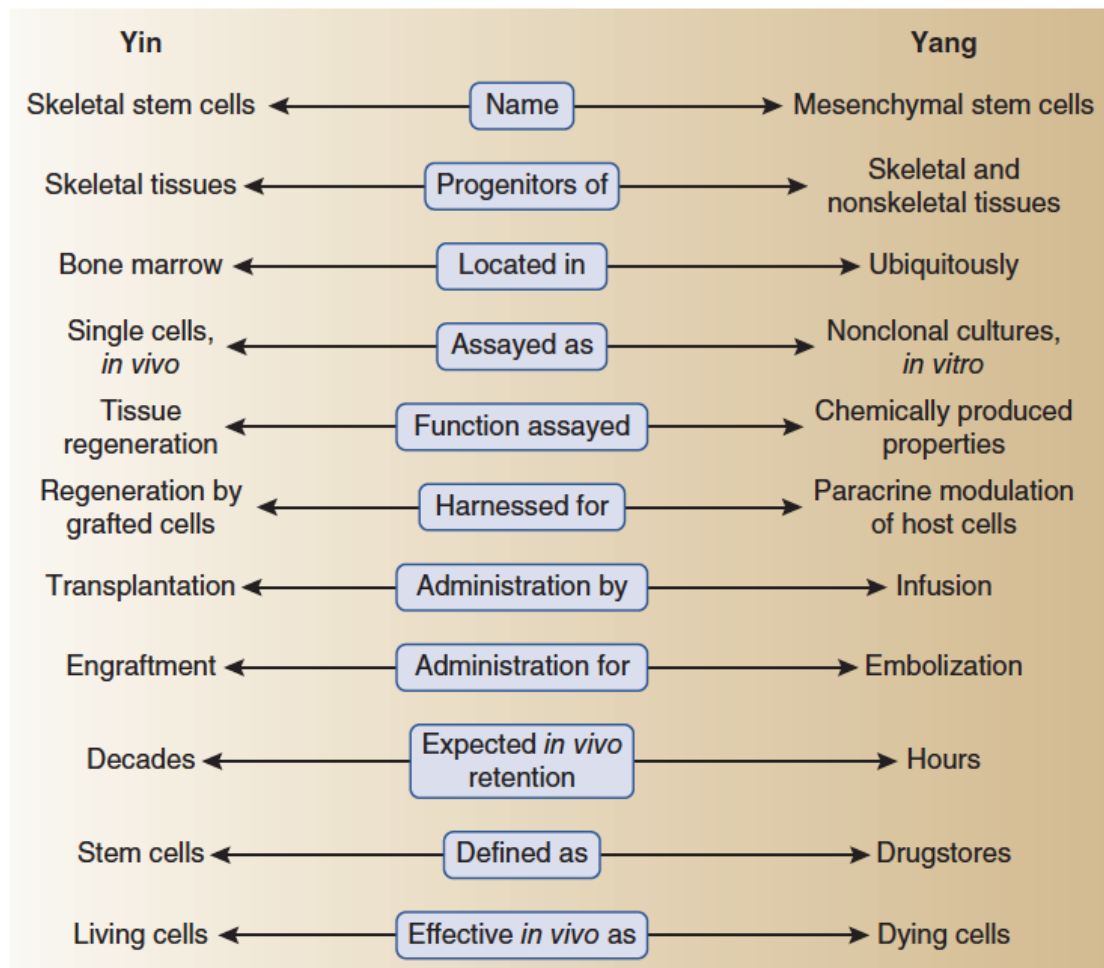 Yin Yang
Skeletal stem cells Name Mesenchymal stem cells
Skeletal tissues Progenitors of Skeletal and
nonskeletal tissues
Bone marrow Located in Ubiquitously
Single cells,
in vivo Assayed as Nonclonal cultures,
in vitro
Tissue
regeneration Function assayed Chemically produced
properties
Regeneration by
grafted cells Harnessed for Paracrine modulation
of host cells
Transplantation Administration by Infusion
Engraftment Administration for Embolization
Decades Expected in vivo
retention Hours
Stem cells Defined as Drugstores
Living cells Effective in vivo as Dying cells